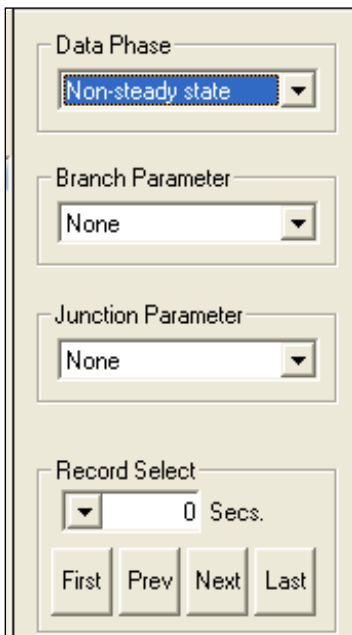 Data Phase
Non-steady state
Branch Parameter
None
Junction Parameter
None
Record Select
0 Secs.
First Prev Next Last